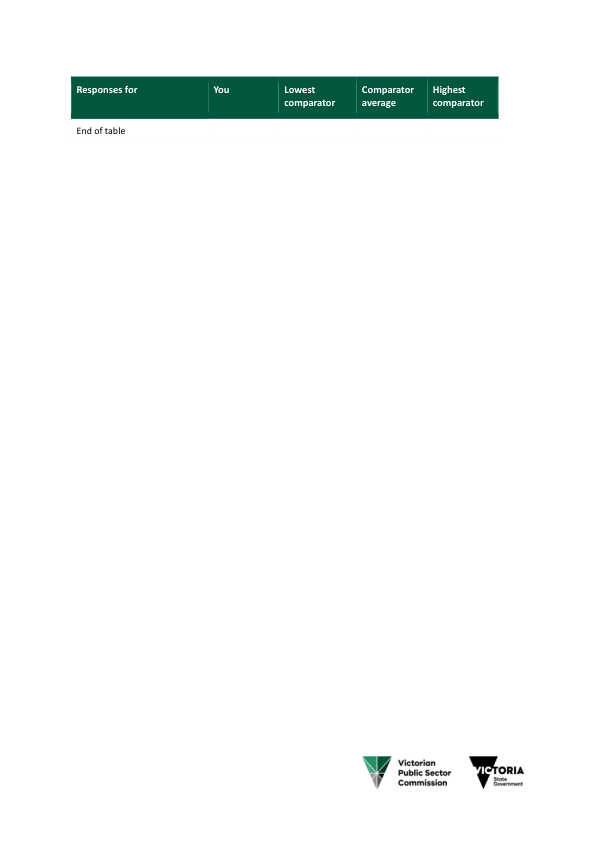 Responses for You Lowest comparator Comparator average Highest comparator
End of table
Victorian
Public Sector
Commission
VICTORIA
State
Government